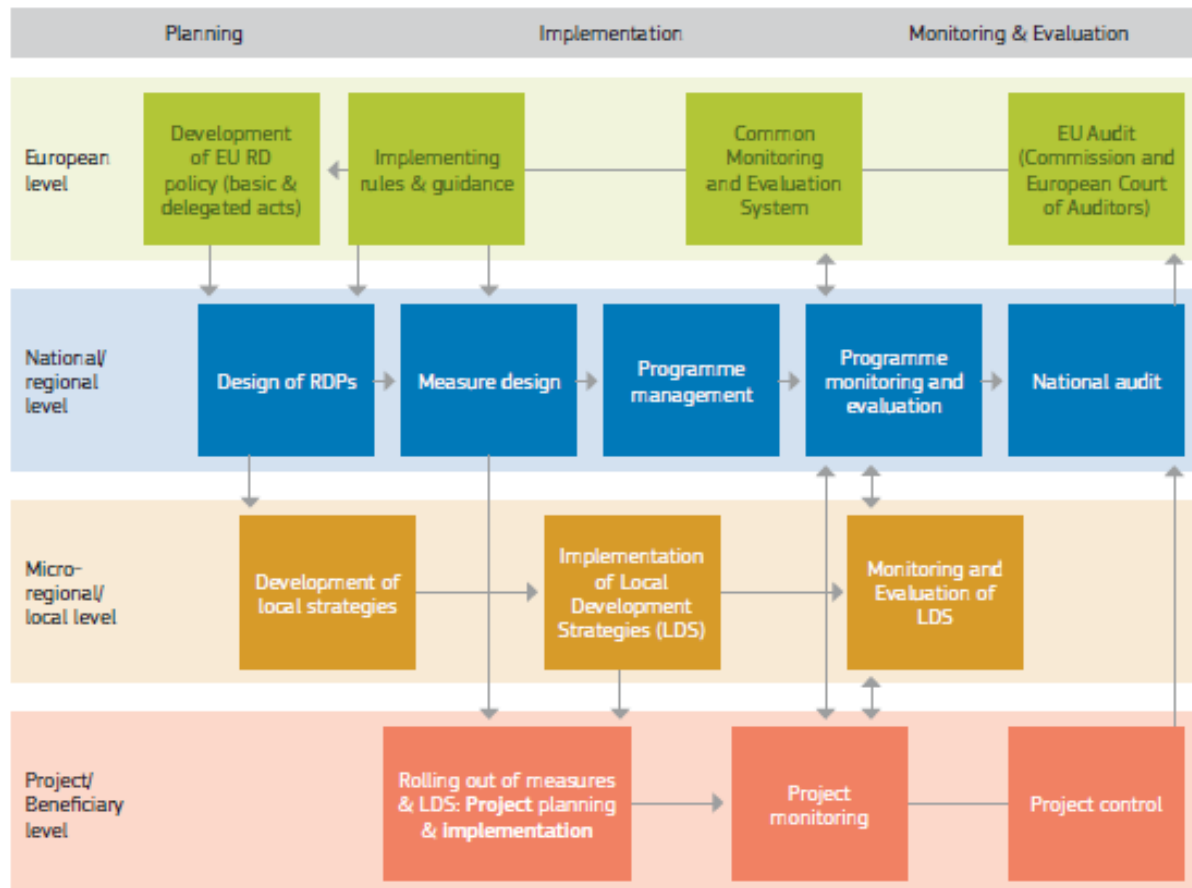 Planning
Implementation
Monitoring & Evaluation
European
level
Development
of EU RD
policy (basic &
delegated acts)
Implementing
rules & guidance
Common
Monitoring
and Evaluation
System
EU Audit
(Commission and
European Court
of Auditors)
National/
regional
level
Design of RDPs
Measure design
Programme
management
Programme
monitoring and
evaluation
National audit
Micro-
regional/
local level
Development of
local strategies
Implementation
of Local
Development
Strategies (LDS)
Monitoring and
Evaluation of
LDS
Project/
Beneficiary
level
Rolling out of measures
& LDS: Project planning
& implementation
Project
monitoring
Project control